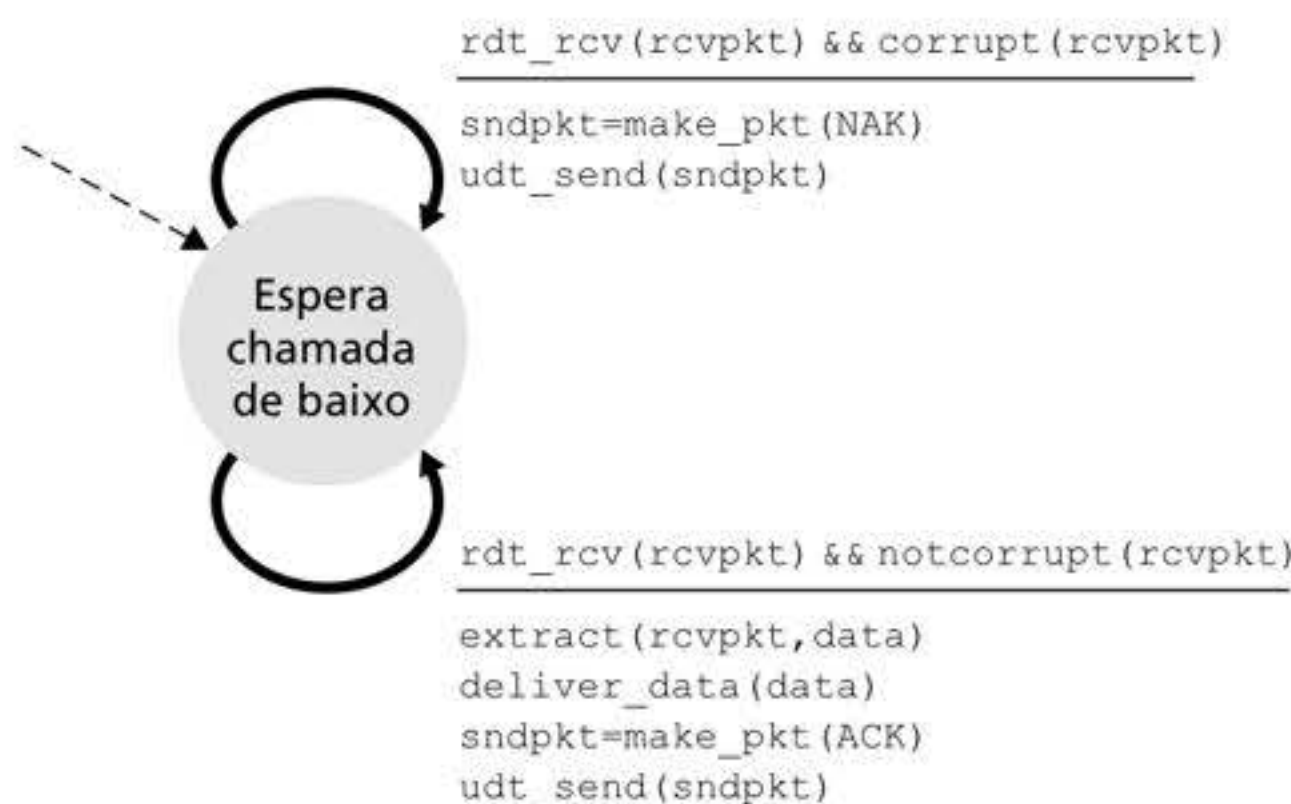 rdt_rcv(rcvpkt) && corrupt(rcvpkt)
sndpkt=make_pkt(NAK)
udt_send(sndpkt)
Espera
chamada
de baixo
rdt_rcv(rcvpkt) && notcorrupt(rcvpkt)
extract(rcvpkt,data)
deliver_data(data)
sndpkt=make_pkt(ACK)
udt_send(sndpkt)